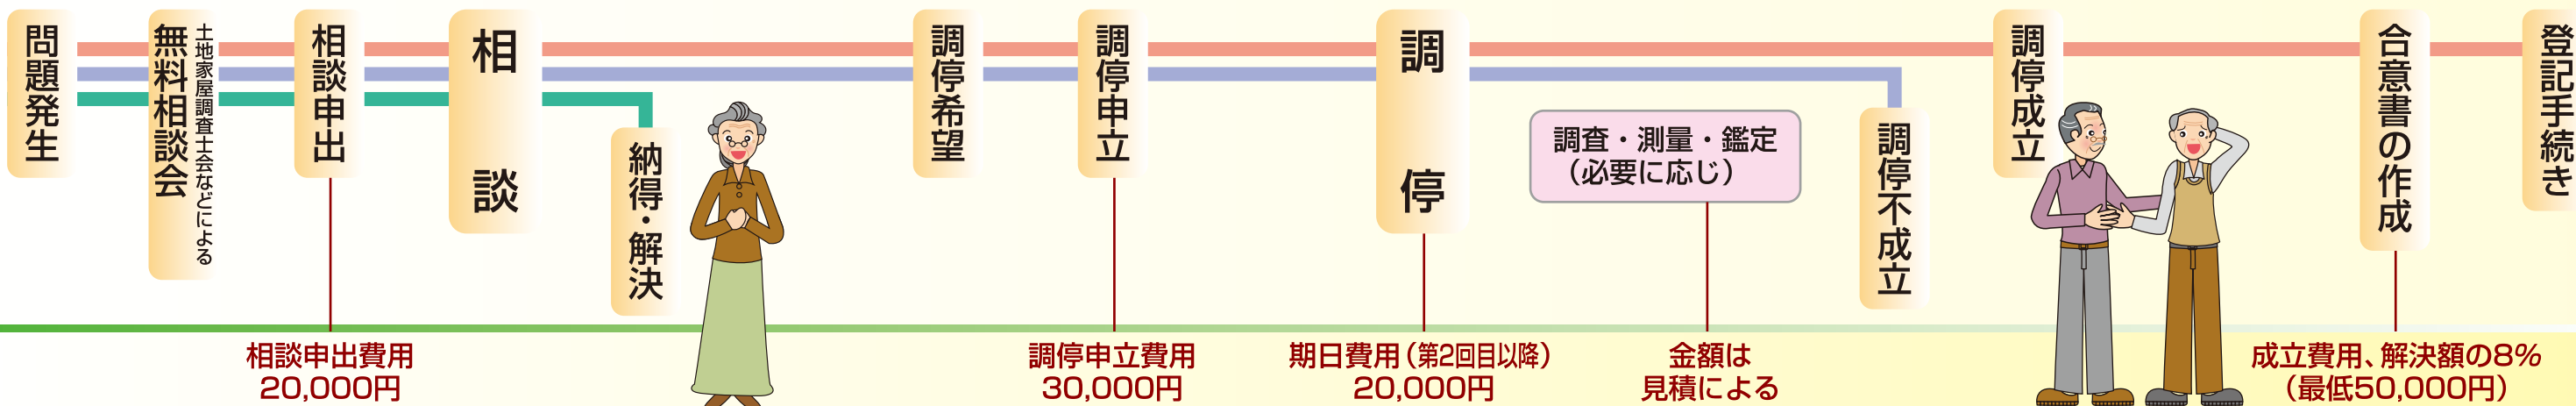 問題発生
土地家屋調査士会などによる
無料相談会
相談申出
相談
納得・解決
調停希望
調停申立
調停
調査・測量・鑑定
（必要に応じ）
調停不成立
調停成立
合意書の作成
登記手続き
相談申出費用
20,000円
調停申立費用
30,000円
期日費用（第2回目以降）
20,000円
金額は
見積による
成立費用、解決額の8%
（最低50,000円）